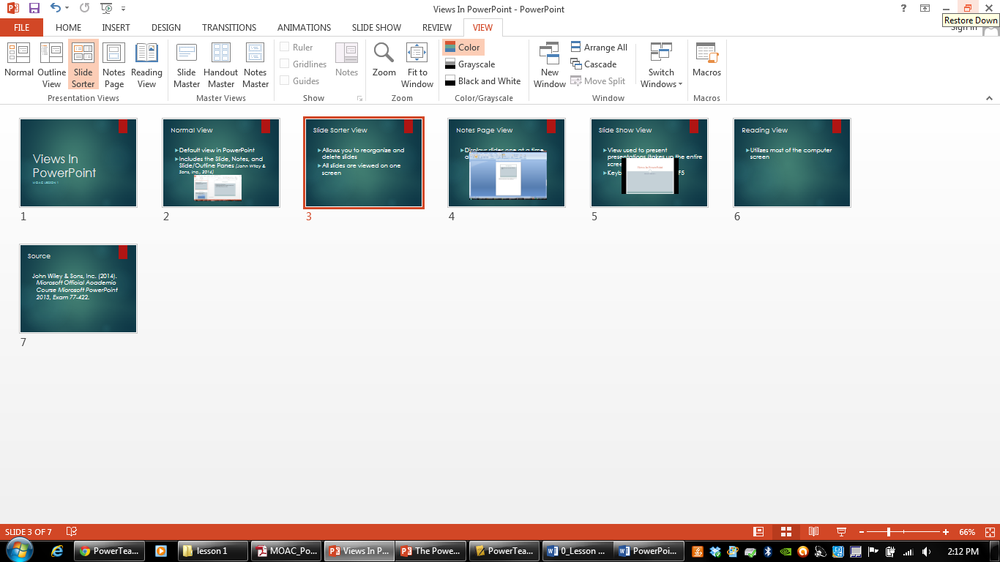 Views In PowerPoint - PowerPoint
?
Restore Down
Sign in
FILE HOME INSERT DESIGN TRANSITIONS ANIMATIONS SLIDE SHOW REVIEW VIEW
Normal
Outline View
Slide Sorter
Notes Page
Reading View
Presentation Views
Slide Master
Handout Master
Notes Master
Master Views
Ruler
Gridlines
Guides
Notes
Show
Zoom
Fit to Window
Zoom
Color
Grayscale
Black and White
Color/Grayscale
New Window
Arrange All
Cascade
Move Split
Switch Windows
Window
Macros
Macros
Views In
PowerPoint
MOAC LESSON 1
1
Normal View
Default view in PowerPoint
Includes the Slide, Notes, and
Slide/Outline Panes (John Wiley &
Sons, Inc., 2014)
2
Slide Sorter View
Allows you to reorganize and
delete slides
All slides are viewed on one
screen
3
Notes Page View
Displays slides one at a time
4
Slide Show View
View used to present
presentations (takes up the entire
F5
Views In PowerPoint
5
Reading View
Utilizes most of the computer
screen
6
Source
John Wiley & Sons, Inc. (2014).
Microsoft Official Academic
Course Microsoft PowerPoint
2013, Exam 77-422.
7
SLIDE 3 OF 7
66%
PowerTea...
lesson 1
MOAC_Po...
Views In P...
The Powe...
PowerTea...
0_Lesson ...
PowerPoi...
2:12 PM